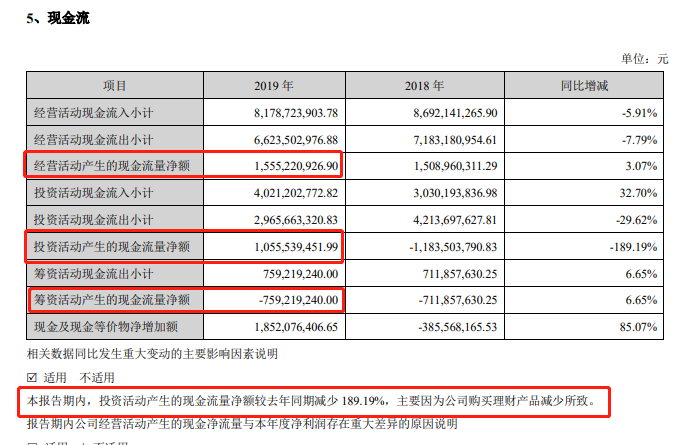 5、现金流
单位：元
项目 2019 年 2018 年 同比增减
经营活动现金流入小计 8,178,723,903.78 8,692,141,265.90 -5.91%
经营活动现金流出小计 6,623,502,976.88 7,183,180,954.61 -7.79%
经营活动产生的现金流量净额 1,555,220,926.90 1,508,960,311.29 3.07%
投资活动现金流入小计 4,021,202,772.82 3,030,193,836.98 32.70%
投资活动现金流出小计 2,965,663,320.83 4,213,697,627.81 -29.62%
投资活动产生的现金流量净额 1,055,539,451.99 -1,183,503,790.83 -189.19%
筹资活动现金流出小计 759,219,240.00 711,857,630.25 6.65%
筹资活动产生的现金流量净额 -759,219,240.00 -711,857,630.25 6.65%
现金及现金等价物净增加额 1,852,076,406.65 -385,568,165.53 85.07%
相关数据同比发生重大变动的主要影响因素说明
☑ 适用 不适用
本报告期内，投资活动产生的现金流量净额较去年同期减少 189.19%，主要因为公司购买理财产品减少所致。
报告期内公司经营活动产生的现金净流量与本年度净利润存在重大差异的原因说明